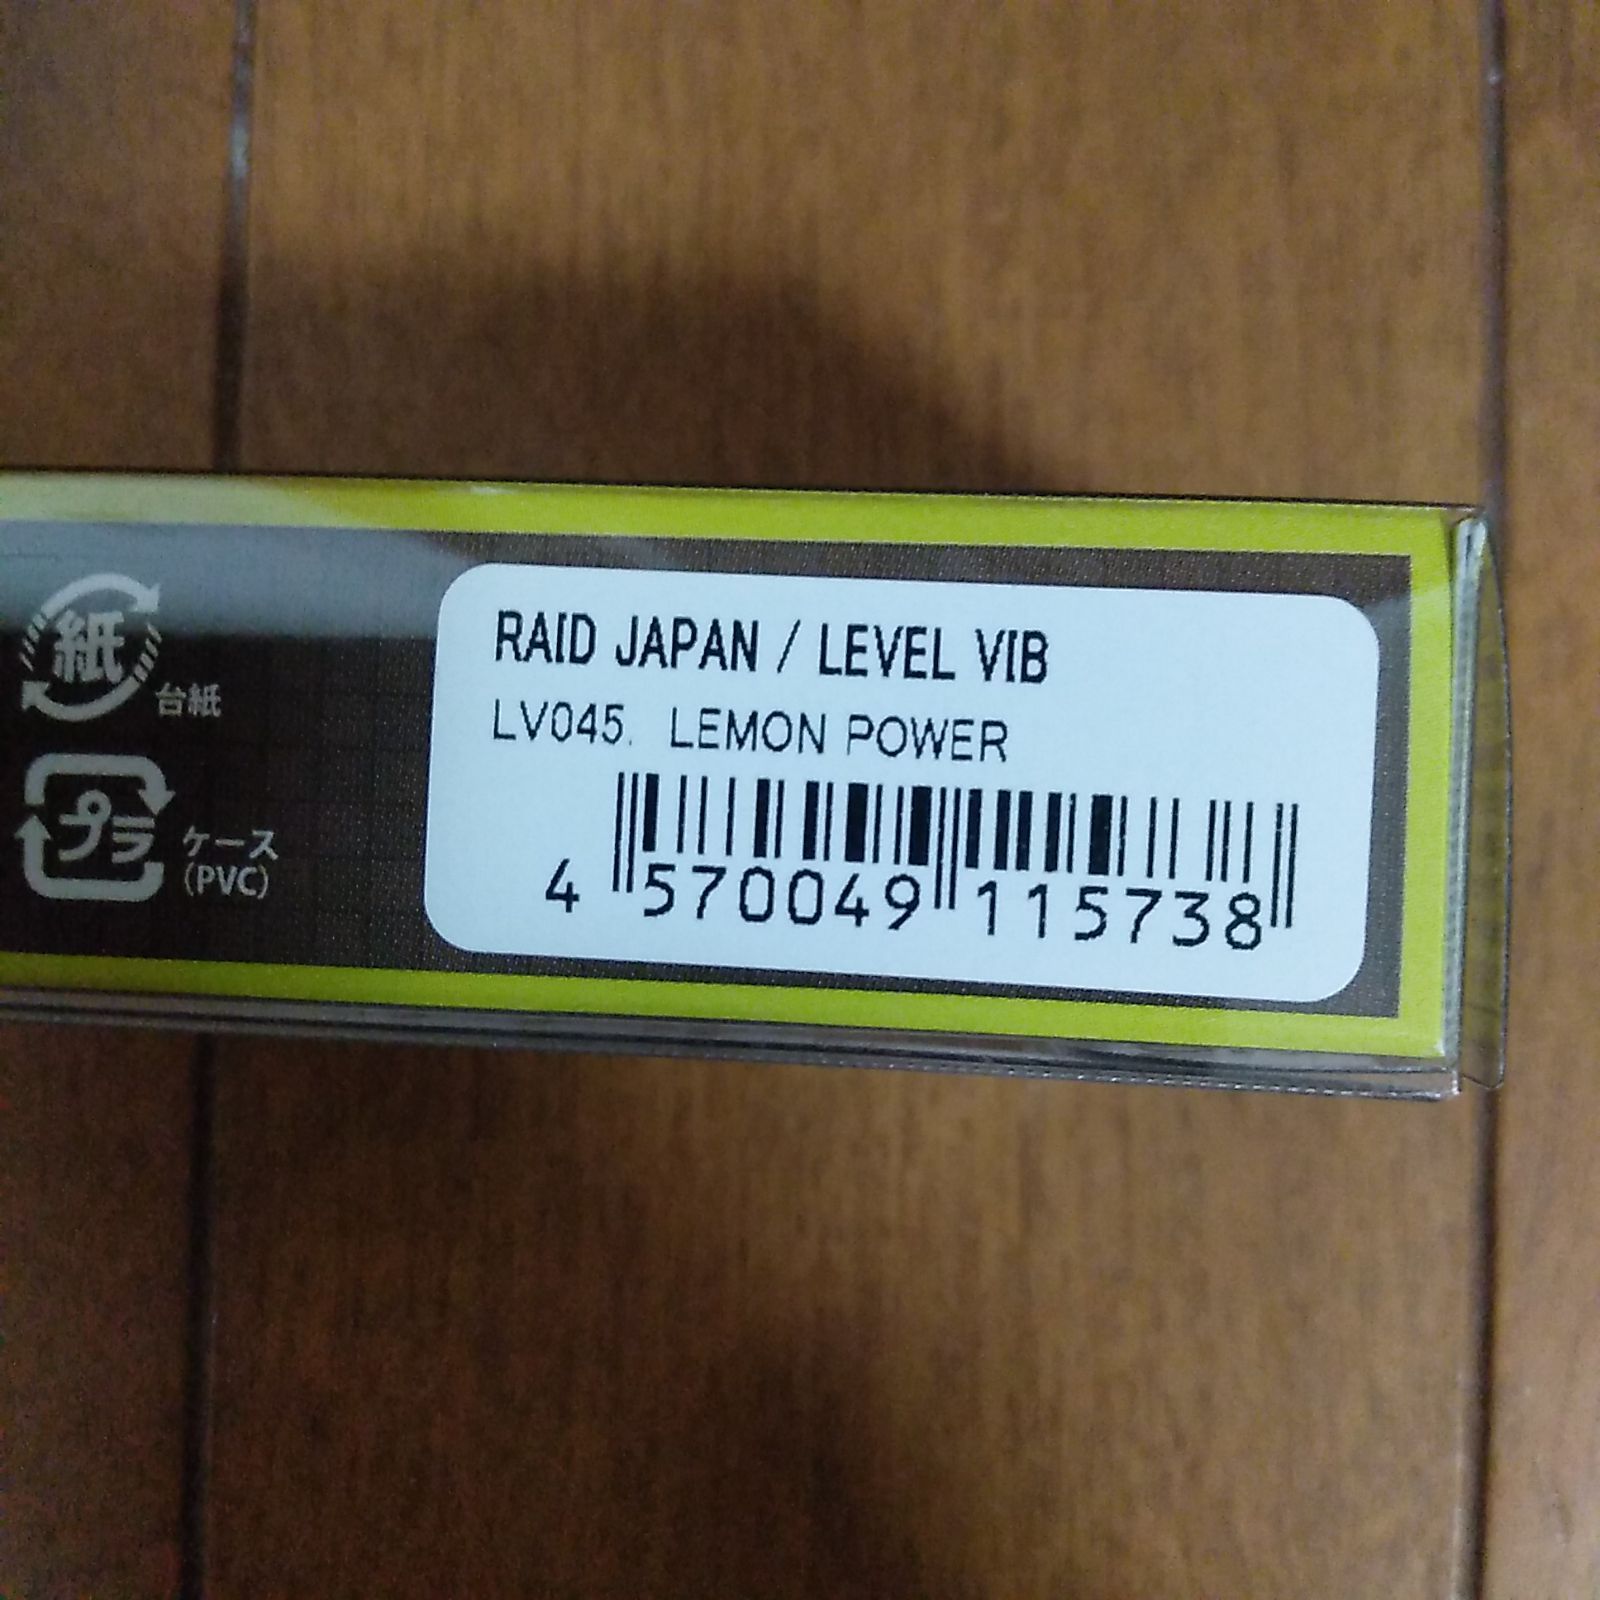 紙
台紙
プラ
ケース
(PVC)
RAID JAPAN / LEVEL VIB
LV045. LEMON POWER
4 570049 115738